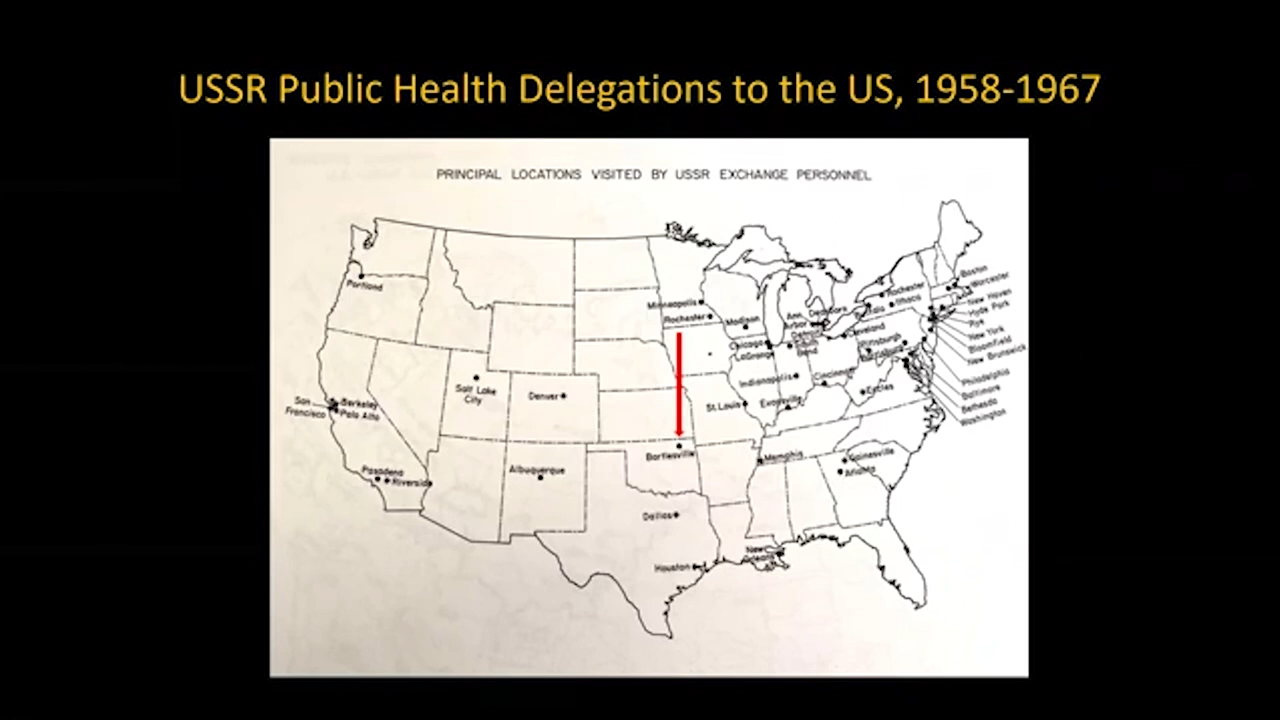 USSR Public Health Delegations to the US, 1958-1967
PRINCIPAL LOCATIONS VISITED BY USSR EXCHANGE PERSONNEL
Portland
San
Francisco
Berkeley
Palo Alto
Pasadena
Riverside
Salt Lake
City
Denver
Albuquerque
Minneapolis
Rochester
Madison
Chicago
LaGrange
Ann
Arbor
Dearborn
Detroit
South
Bend
Cleveland
Indianapolis
Cincinnati
St. Louis
Evansville
Eccles
Bartlesville
Memphis
Gainesville
Atlanta
Dallas
Houston
New
Orleans
Rochester
Ithaca
Pittsburgh
Boston
Worcester
New Haven
Hyde Park
New York
Bloomfield
New Brunswick
Philadelphia
Baltimore
Bethesda
Washington